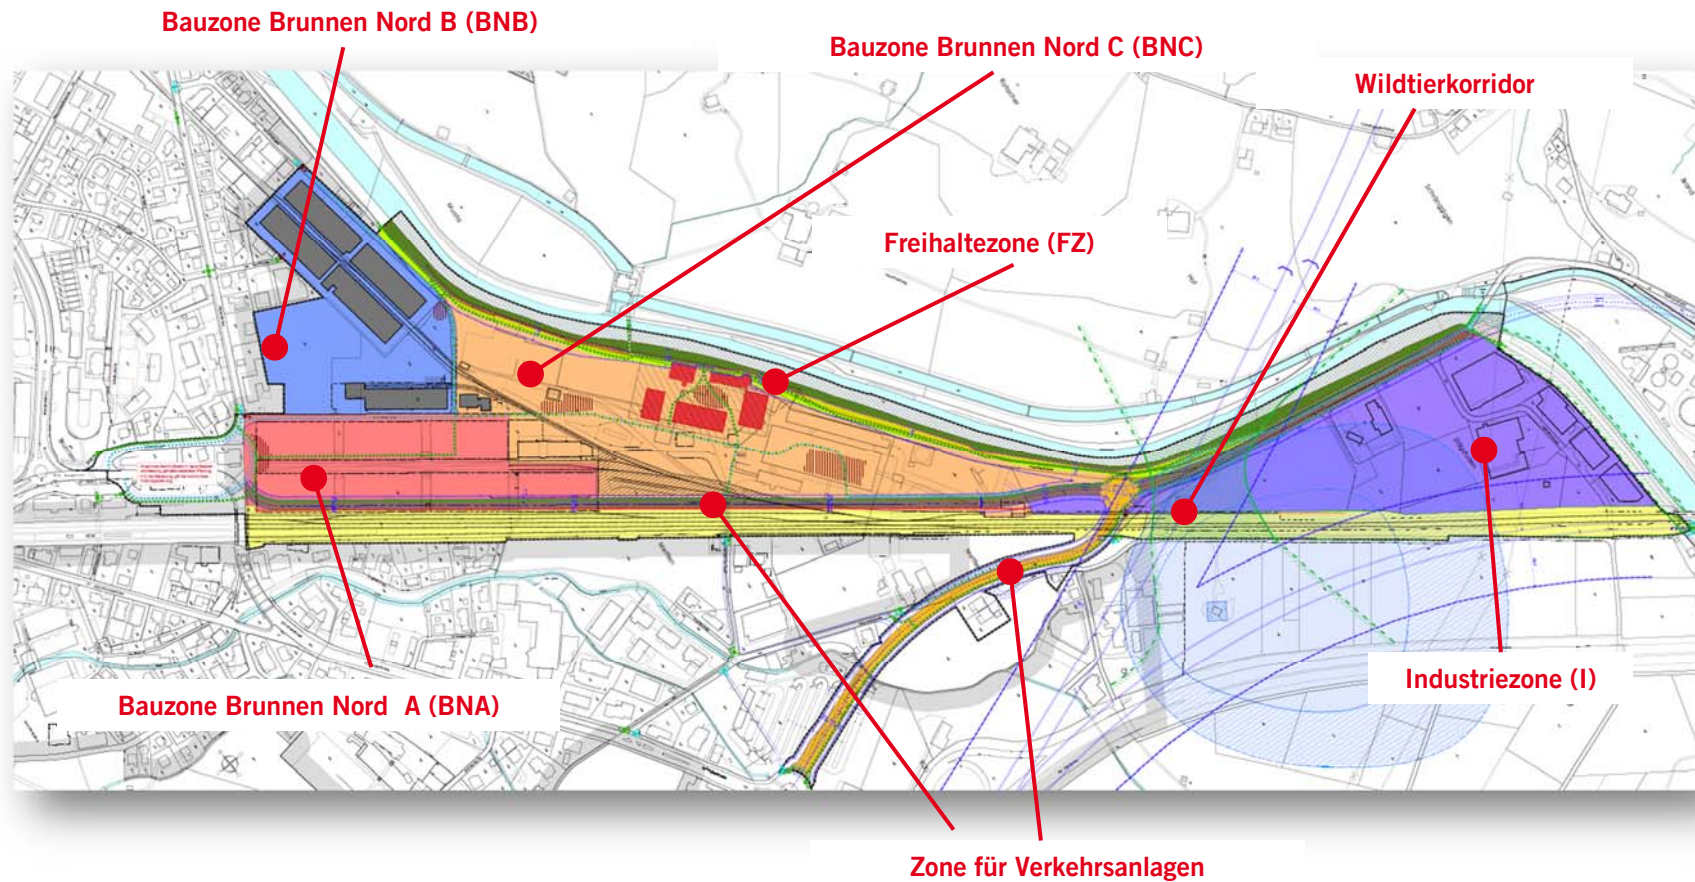 Bauzone Brunnen Nord B (BNB)
Bauzone Brunnen Nord C (BNC)
Wildtierkorridor
Freihaltezone (FZ)
Industriezone (I)
Bauzone Brunnen Nord A (BNA)
Zone für Verkehrsanlagen